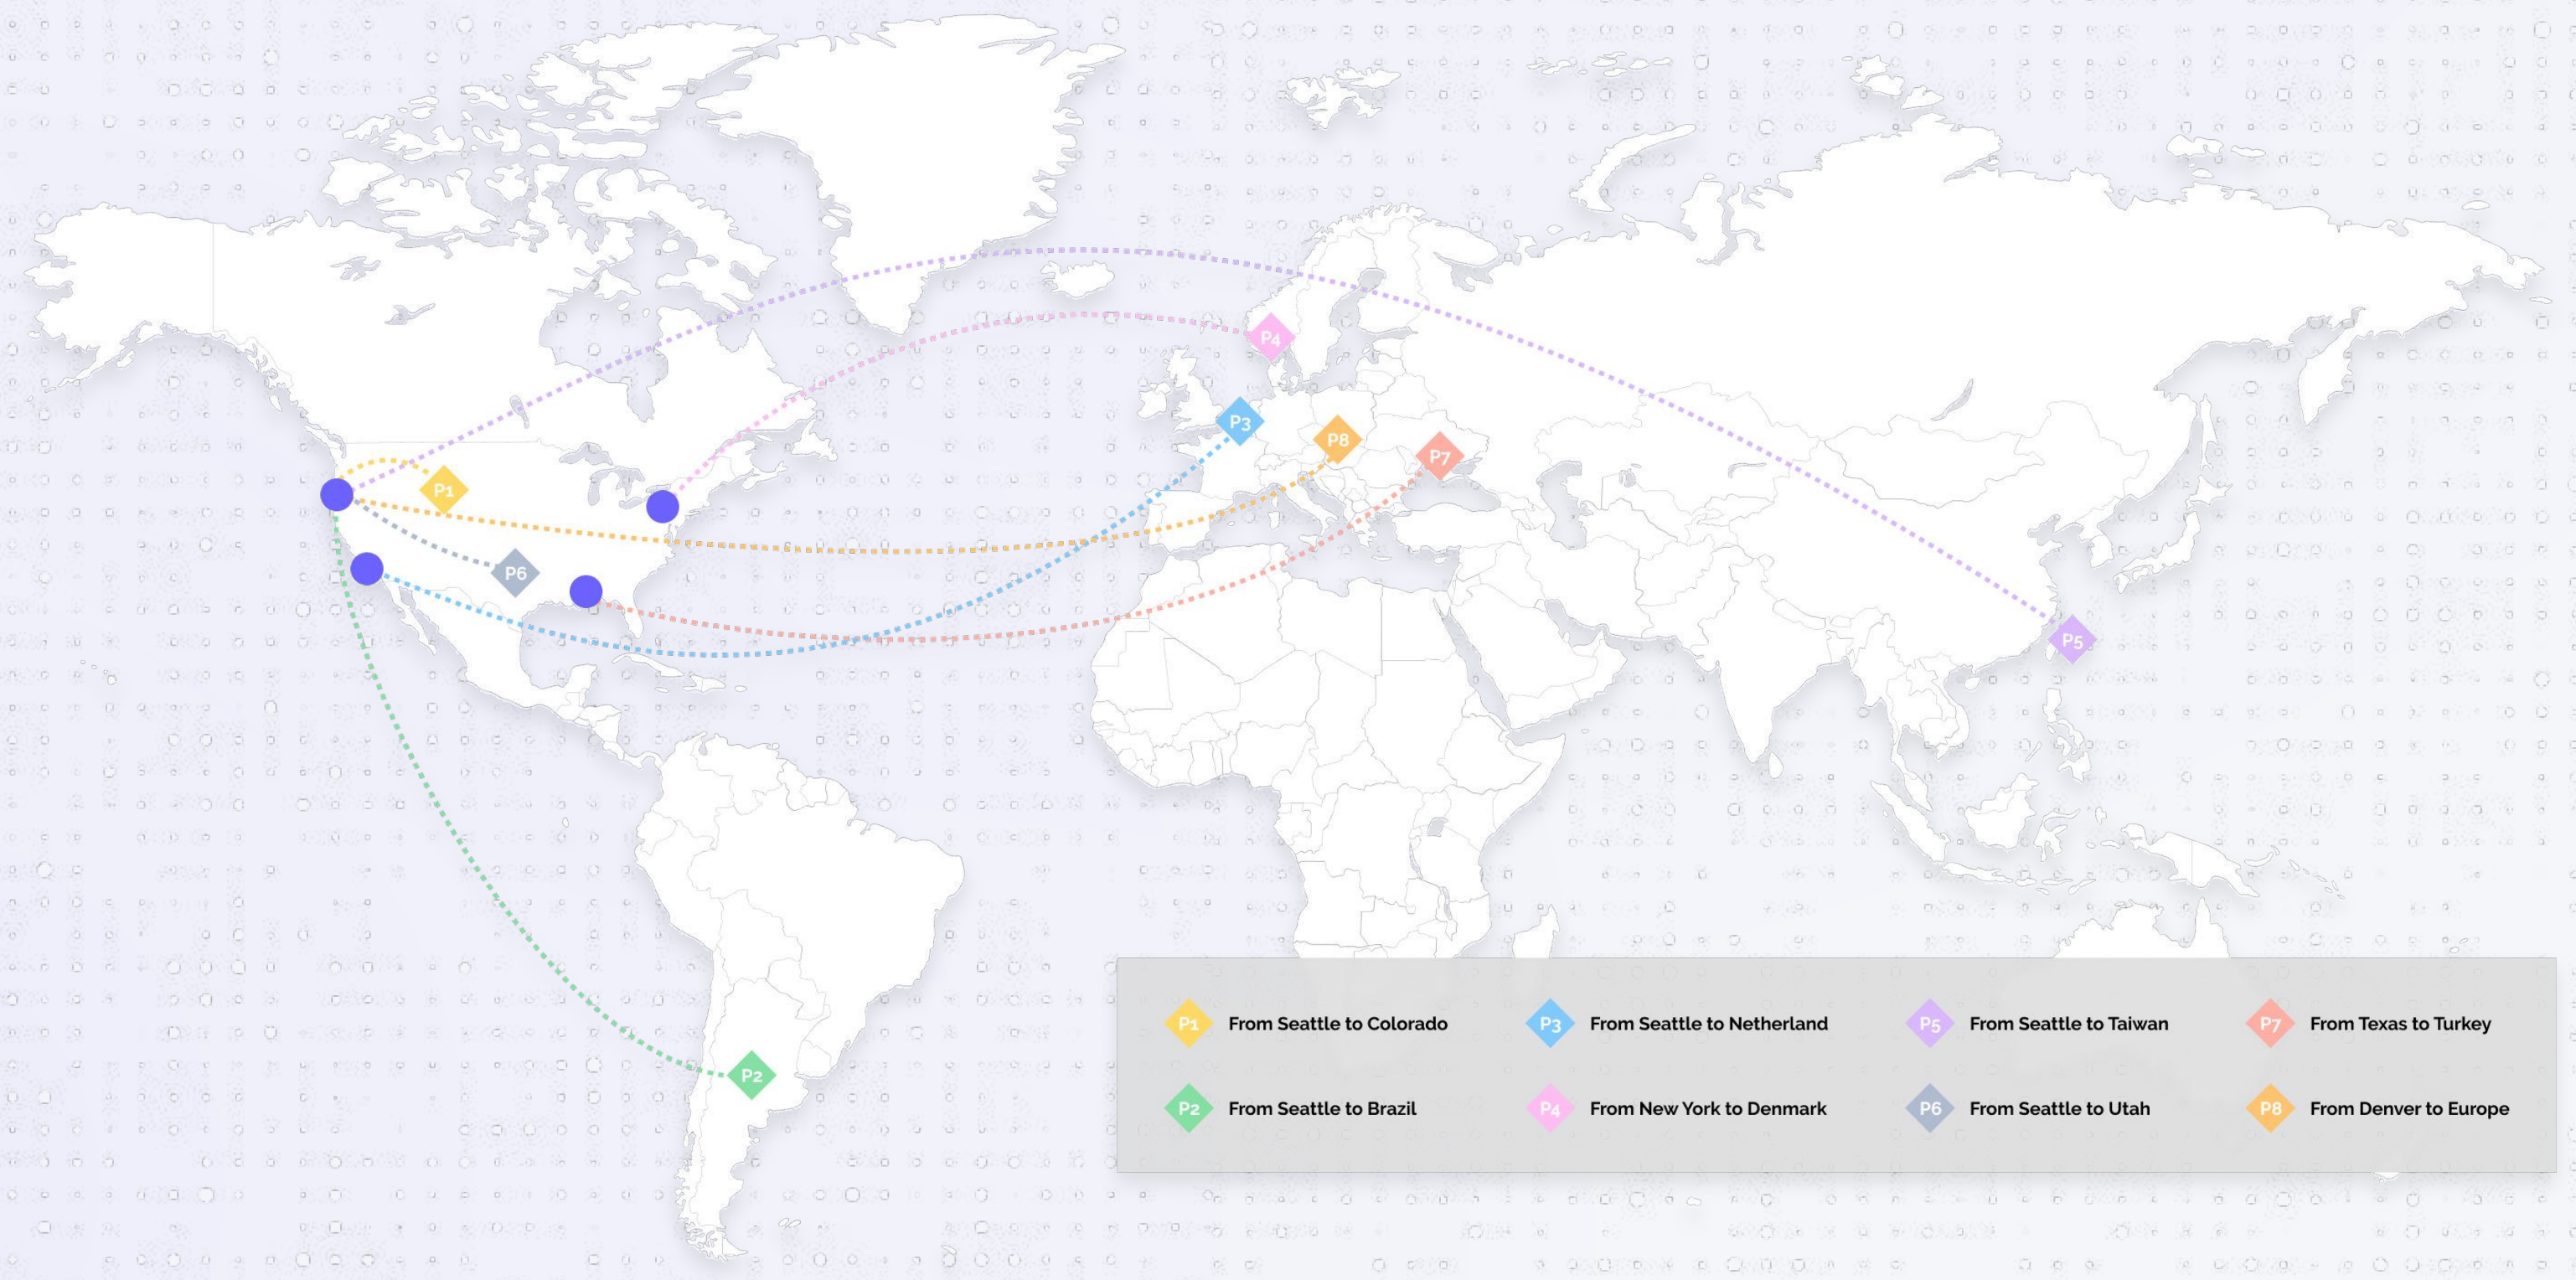 P4
P3
P8
P7
P1
P6
P5
P2
P1 From Seattle to Colorado
P3 From Seattle to Netherland
P5 From Seattle to Taiwan
P7 From Texas to Turkey
P2 From Seattle to Brazil
P4 From New York to Denmark
P6 From Seattle to Utah
P8 From Denver to Europe